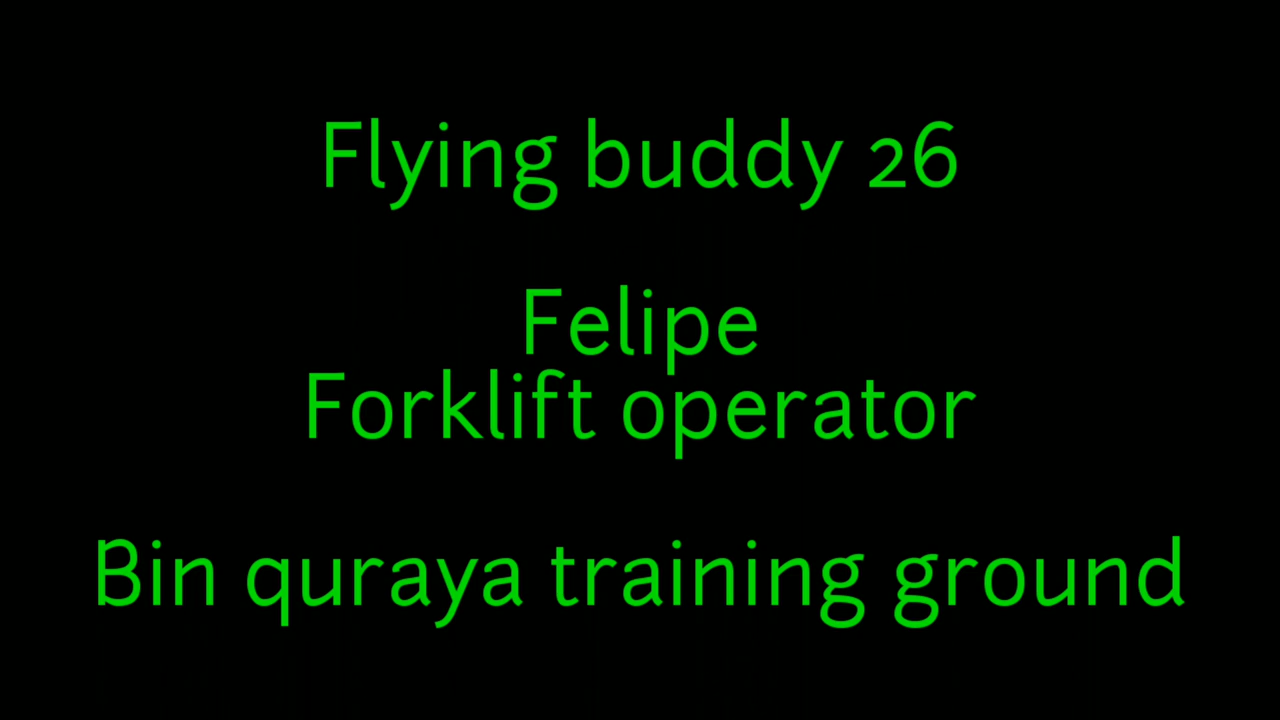 Flying buddy 26
Felipe
Forklift operator
Bin quraya training ground